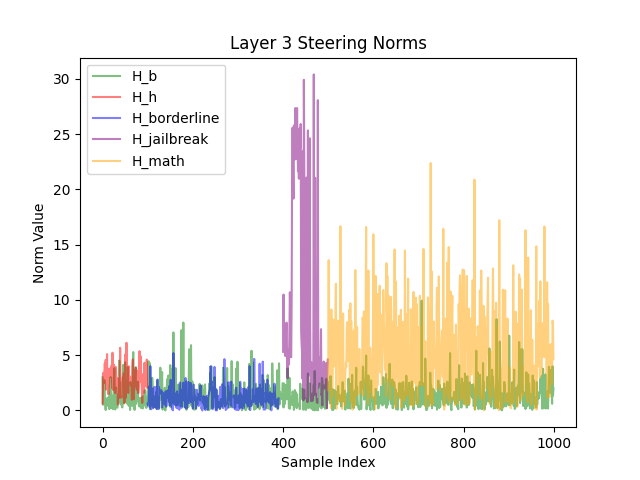 Layer 3 Steering Norms
H_b
H_h
H_borderline
H_jailbreak
H_math
30
25
20
15
10
5
0
Norm Value
0 200 400 600 800 1000
Sample Index